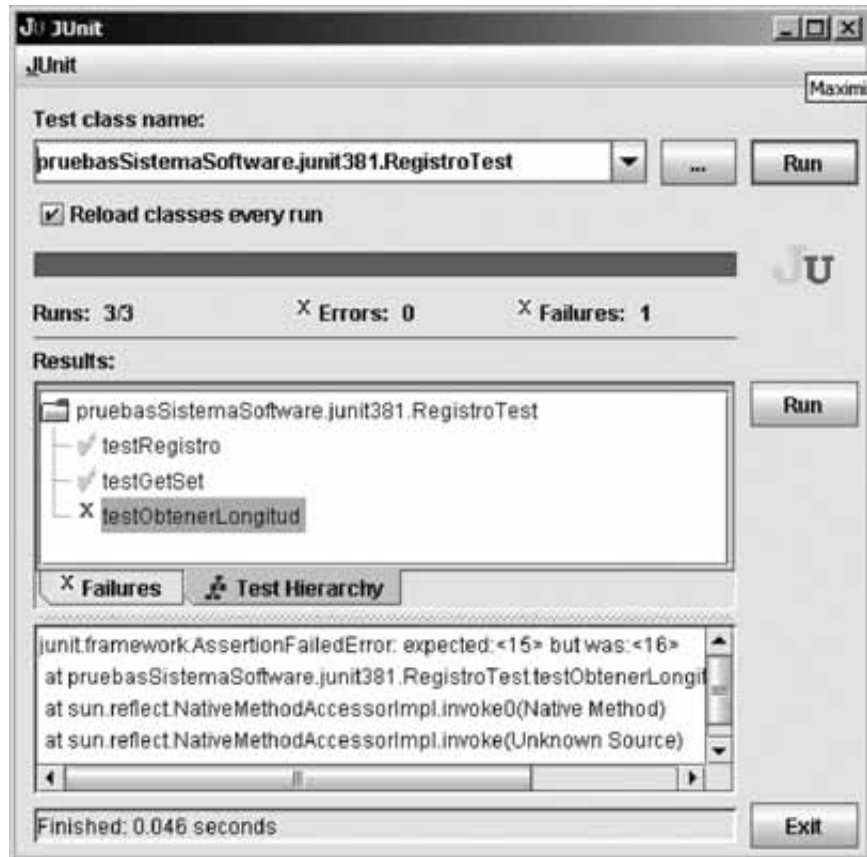 JU JUnit
JUnit
Maximi
Test class name:
pruebasSistemaSoftware.junit381.RegistroTest
...
Run
Reload classes every run
JU
Runs: 3/3
X Errors: 0
X Failures: 1
Results:
pruebasSistemaSoftware.junit381.RegistroTest
Run
testRegistro
testGetSet
X testObtenerLongitud
X Failures
Test Hierarchy
junit.framework.AssertionFailedError: expected:<15> but was:<16>
at pruebasSistemaSoftware.junit381.RegistroTest.testObtenerLongit
at sun.reflect.NativeMethodAccessorImpl.invoke0(Native Method)
at sun.reflect.NativeMethodAccessorImpl.invoke(Unknown Source)
Finished: 0.046 seconds
Exit